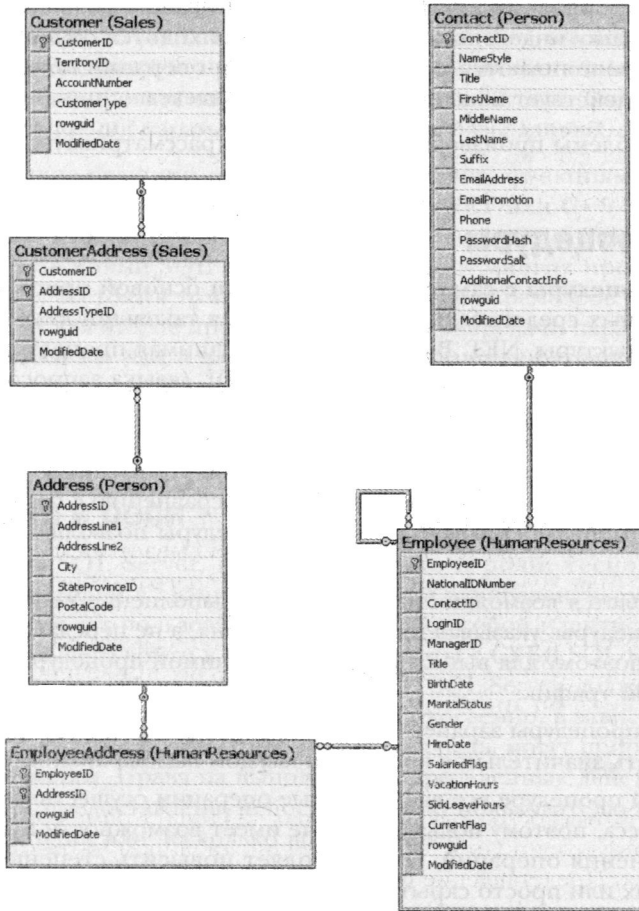 Customer (Sales)
CustomerID
TerritoryID
AccountNumber
CustomerType
rowguid
ModifiedDate
CustomerAddress (Sales)
CustomerID
AddressID
AddressTypeID
rowguid
ModifiedDate
Address (Person)
AddressID
AddressLine1
AddressLine2
City
StateProvinceID
PostalCode
rowguid
ModifiedDate
EmployeeAddress (HumanResources)
EmployeeID
AddressID
rowguid
ModifiedDate
Contact (Person)
ContactID
NameStyle
Title
FirstName
MiddleName
LastName
Suffix
EmailAddress
EmailPromotion
Phone
PasswordHash
PasswordSalt
AdditionalContactInfo
rowguid
ModifiedDate
Employee (HumanResources)
EmployeeID
NationalIDNumber
ContactID
LoginID
ManagerID
Title
BirthDate
MaritalStatus
Gender
HireDate
SalariedFlag
VacationHours
SickLeaveHours
CurrentFlag
rowguid
ModifiedDate